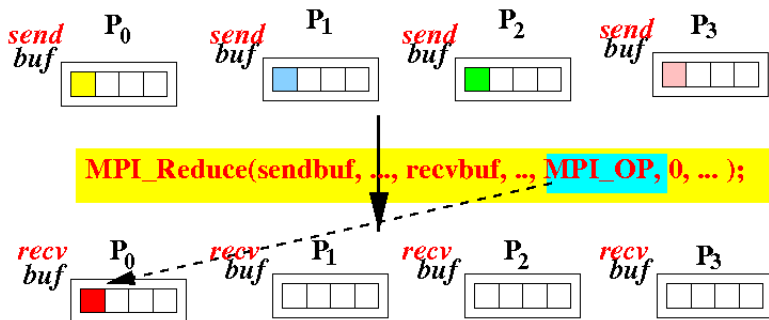 send P0 send P1 send P2 send P3
buf buf buf buf
MPI_Reduce(sendbuf, ..., recvbuf, .., MPI_OP, 0, ... );
recv P0 recv P1 recv P2 recv P3
buf buf buf buf